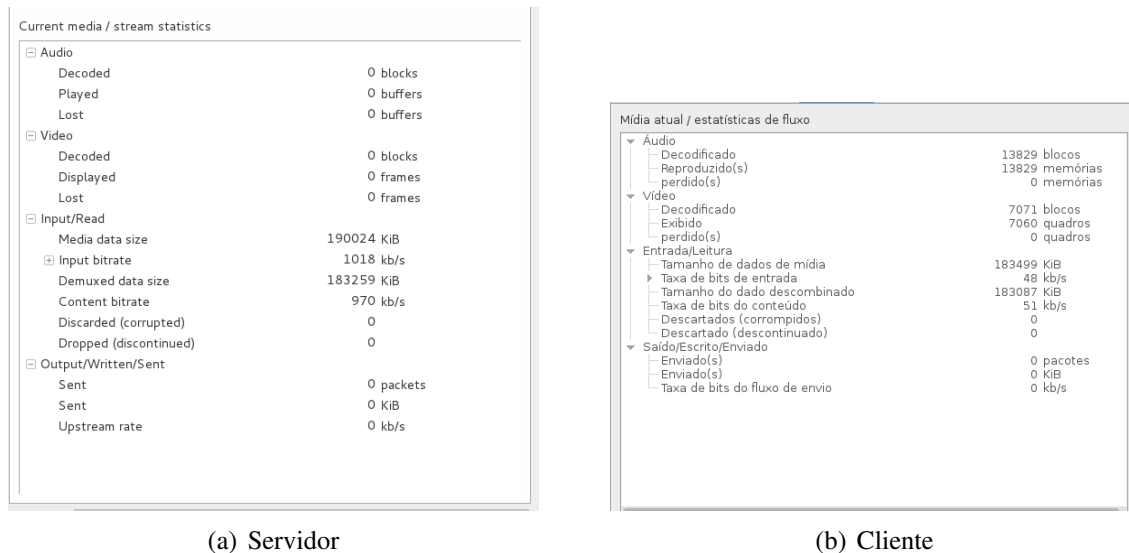 Current media / stream statistics
Audio
Decoded 0 blocks
Played 0 buffers
Lost 0 buffers
Video
Decoded 0 blocks
Displayed 0 frames
Lost 0 frames
Input/Read
Media data size 190024 KiB
Input bitrate 1018 kb/s
Demuxed data size 183259 KiB
Content bitrate 970 kb/s
Discarded (corrupted) 0
Dropped (discontinued) 0
Output/Written/Sent
Sent 0 packets
Sent 0 KiB
Upstream rate 0 kb/s
(a) Servidor
Mídia atual / estatísticas de fluxo
Áudio
Decodificado 13829 blocos
Reproduzido(s) 13829 memórias
perdido(s) 0 memórias
Vídeo
Decodificado 7071 blocos
Exibido 7060 quadros
perdido(s) 0 quadros
Entrada/Leitura
Tamanho de dados de mídia 183499 KiB
Taxa de bits de entrada 48 kb/s
Tamanho do dado descombinado 183087 KiB
Taxa de bits do conteúdo 51 kb/s
Descartados (corrompidos) 0
Descartado (descontinuado) 0
Saído/Escrito/Enviado
Enviado(s) 0 pacotes
Enviado(s) 0 KiB
Taxa de bits do fluxo de envio 0 kb/s
(b) Cliente